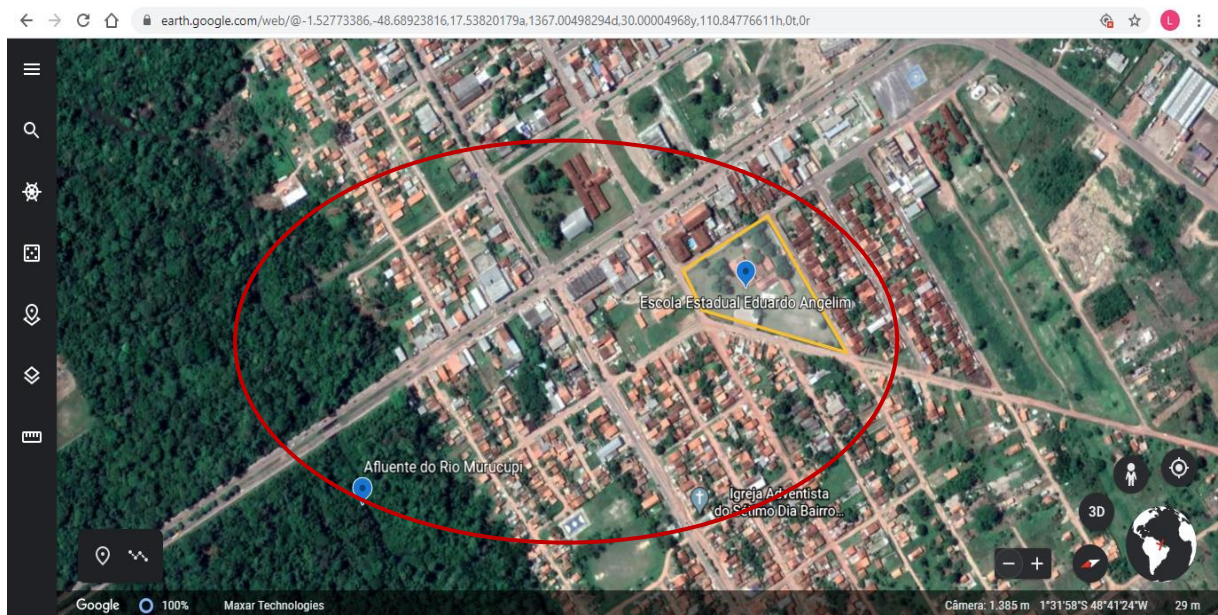 earth.google.com/web/@-1.52773386,-48.68923816,17.53820179a,1367.00498294d,30.00004968y,110.84776611h,0t,0r
L
Escola Estadual Eduardo Angelim
Afluente do Rio Murucupi
Igreja Adventista
do Sétimo Dia Bairro...
3D
Google
100%
Maxar Technologies
Câmera: 1.385 m
1°31'58"S 48°41'24"W
29 m